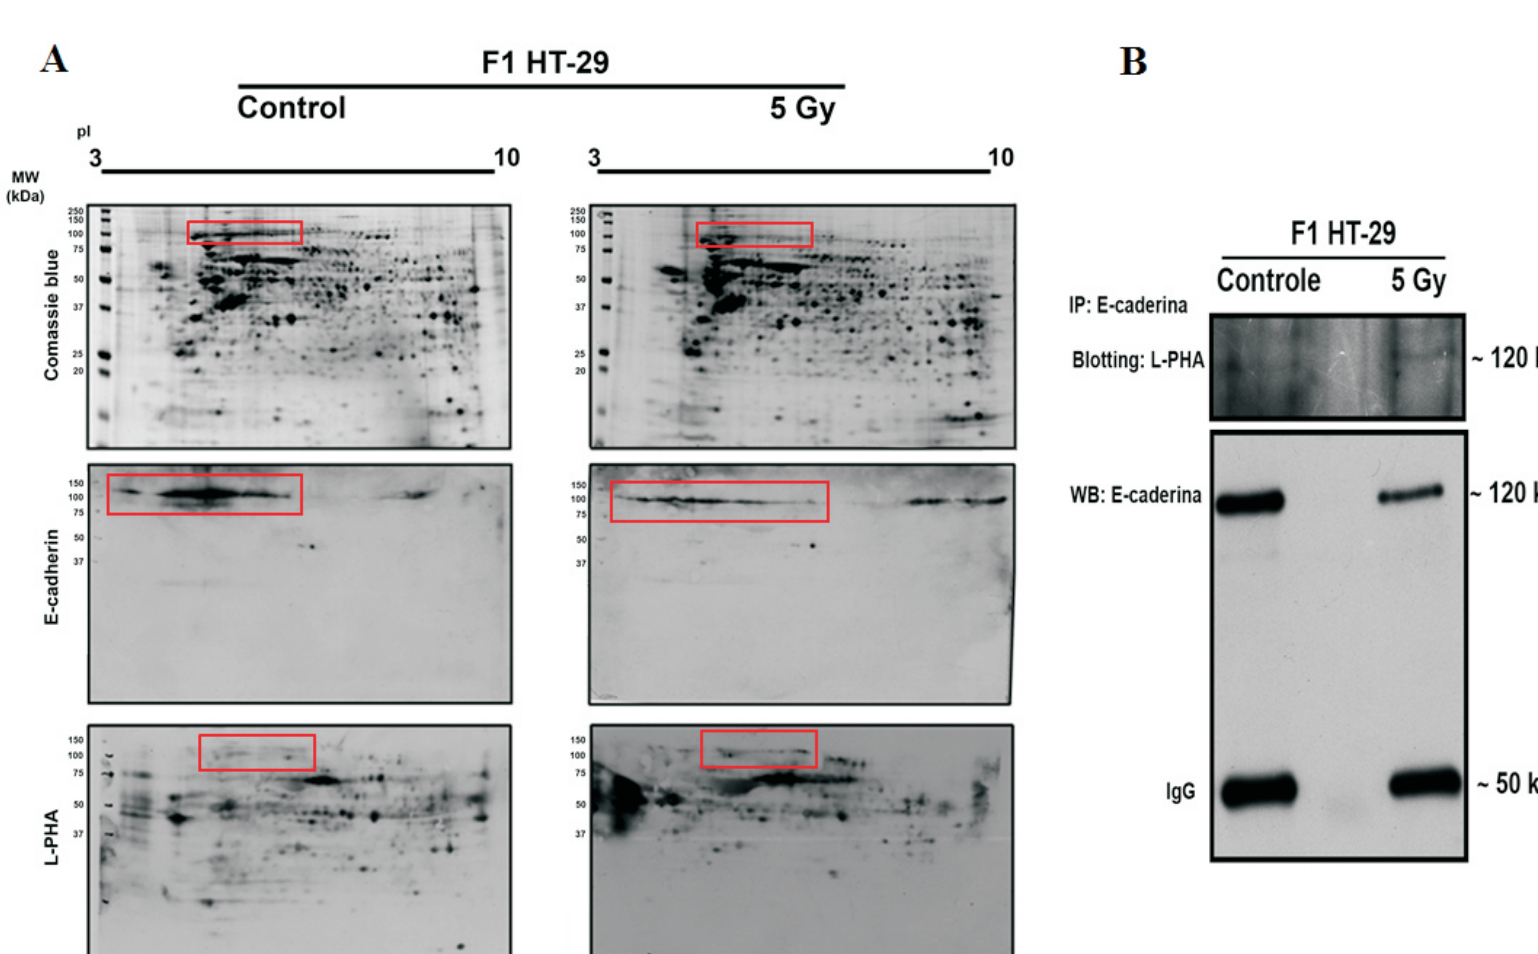 A
B
F1 HT-29
Control
5 Gy
pI
3
10
3
10
MW
(kDa)
Comassie blue
250
150
100
75
50
37
25
20
250
150
100
75
50
37
25
20
E-cadherin
150
100
75
50
37
150
100
75
50
37
L-PHA
150
100
75
50
37
150
100
75
50
37
F1 HT-29
Controle
5 Gy
IP: E-caderina
Blotting: L-PHA
~ 120
WB: E-caderina
~ 120 k
IgG
~ 50 k